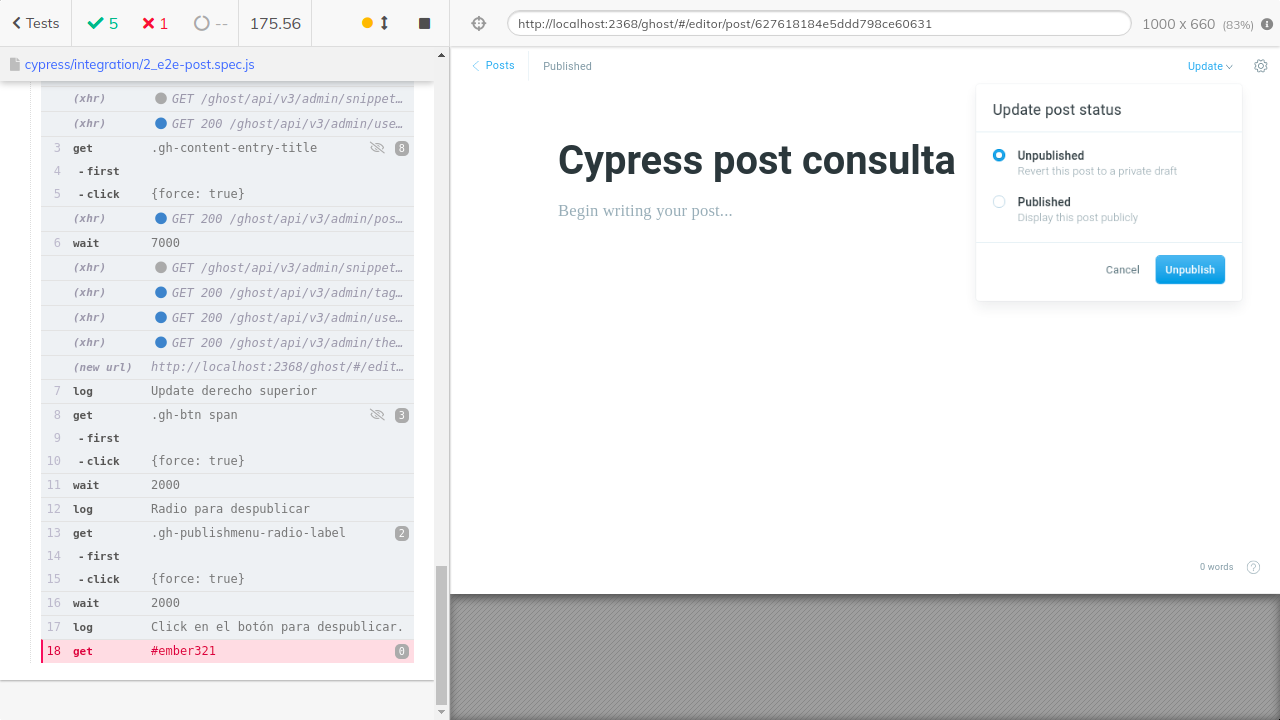 Tests
5
1
--
175.56
http://localhost:2368/ghost/#/editor/post/627618184e5ddd798ce60631
1000 x 660 (83%)
cypress/integration/2_e2e-post.spec.js
(xhr) GET /ghost/api/v3/admin/snippet…
(xhr) GET 200 /ghost/api/v3/admin/use…
3 get .gh-content-entry-title 8
4 -first
5 -click {force: true}
(xhr) GET 200 /ghost/api/v3/admin/pos…
6 wait 7000
(xhr) GET /ghost/api/v3/admin/snippet…
(xhr) GET 200 /ghost/api/v3/admin/tag…
(xhr) GET 200 /ghost/api/v3/admin/use…
(xhr) GET 200 /ghost/api/v3/admin/the…
(new url) http://localhost:2368/ghost/#/edit…
7 log Update derecho superior
8 get .gh-btn span 3
9 -first
10 -click {force: true}
11 wait 2000
12 log Radio para despublicar
13 get .gh-publishmenu-radio-label 2
14 -first
15 -click {force: true}
16 wait 2000
17 log Click en el botón para despublicar.
18 get #ember321 0
Posts
Published
Update
Cypress post consulta
Begin writing your post...
Update post status
Unpublished
Revert this post to a private draft
Published
Display this post publicly
Cancel
Unpublish
0 words
?